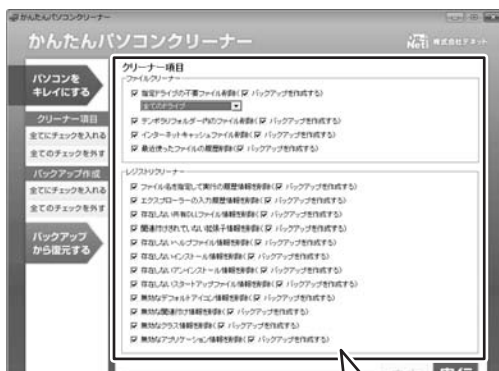 かんたんパソコンクリーナー
かんたんパソコンクリーナー
株式会社デネット
パソコンを
キレイにする
クリーナー項目
全てにチェックを入れる
全てのチェックを外す
バックアップ作成
全てにチェックを入れる
全てのチェックを外す
バックアップ
から復元する
クリーナー項目
ファイルクリーナー
指定ドライブの不要ファイル削除(バックアップを作成する)
全てのドライブ
テンポラリフォルダー内のファイル削除(バックアップを作成する)
インターネットキャッシュファイル削除(バックアップを作成する)
最近使ったファイルの履歴削除(バックアップを作成する)
レジストリクリーナー
ファイル名を指定して実行の履歴情報を削除(バックアップを作成する)
エクスプローラーの入力履歴情報を削除(バックアップを作成する)
存在しない共有DLLファイル情報を削除(バックアップを作成する)
関連付けされていない拡張子情報を削除(バックアップを作成する)
存在しないヘルプファイル情報を削除(バックアップを作成する)
存在しないインストール情報を削除(バックアップを作成する)
存在しないアンインストール情報を削除(バックアップを作成する)
存在しないスタートアップファイル情報を削除(バックアップを作成する)
無効なデフォルトアイコン情報を削除(バックアップを作成する)
無効な関連付け情報を削除(バックアップを作成する)
無効なクラス情報を削除(バックアップを作成する)
無効なアプリケーション情報を削除(バックアップを作成する)